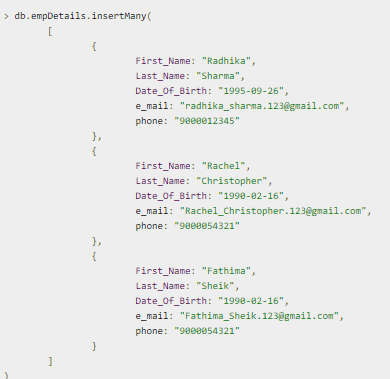 > db.empDetails.insertMany(
[
{
First_Name: "Radhika",
Last_Name: "Sharma",
Date_Of_Birth: "1995-09-26",
e_mail: "radhika_sharma.123@gmail.com",
phone: "9000012345"
},
{
First_Name: "Rachel",
Last_Name: "Christopher",
Date_Of_Birth: "1990-02-16",
e_mail: "Rachel_Christopher.123@gmail.com",
phone: "9000054321"
},
{
First_Name: "Fathima",
Last_Name: "Sheik",
Date_Of_Birth: "1990-02-16",
e_mail: "Fathima_Sheik.123@gmail.com",
phone: "9000054321"
}
]
)